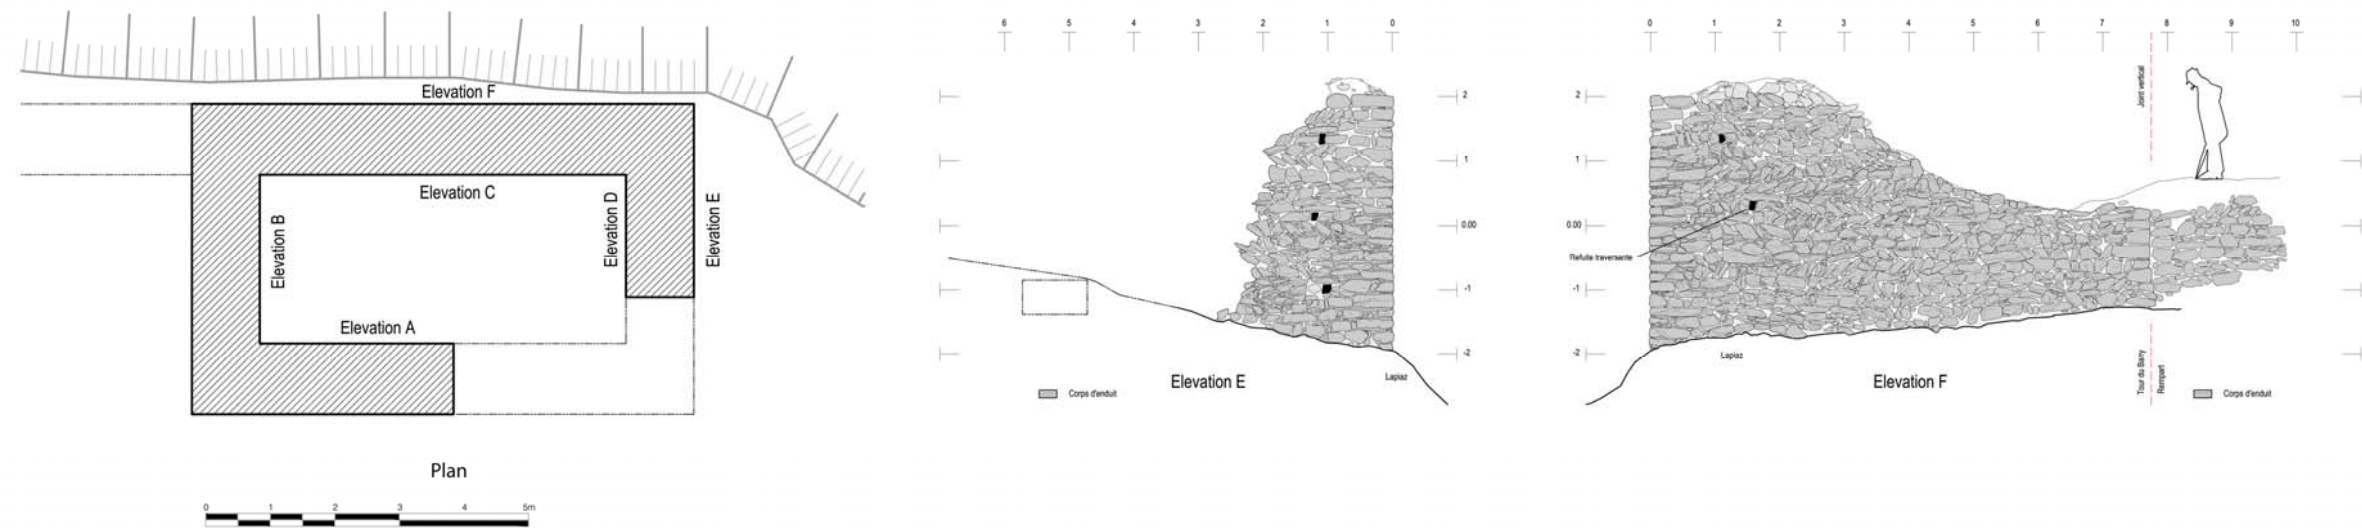 Elevation F
Elevation C
Elevation B
Elevation D
Elevation E
Elevation A
Plan
0 1 2 3 4 5m
6 5 4 3 2 1 0
2
1
0.00
-1
-2
Elevation E
Lapiaz
Corps d'enduit
0 1 2 3 4 5 6 7 8 9 10
2
1
0.00
-1
-2
Joint vertical
Refuite traversante
Lapiaz
Elevation F
Tour du Barry
Rempart
Corps d'enduit